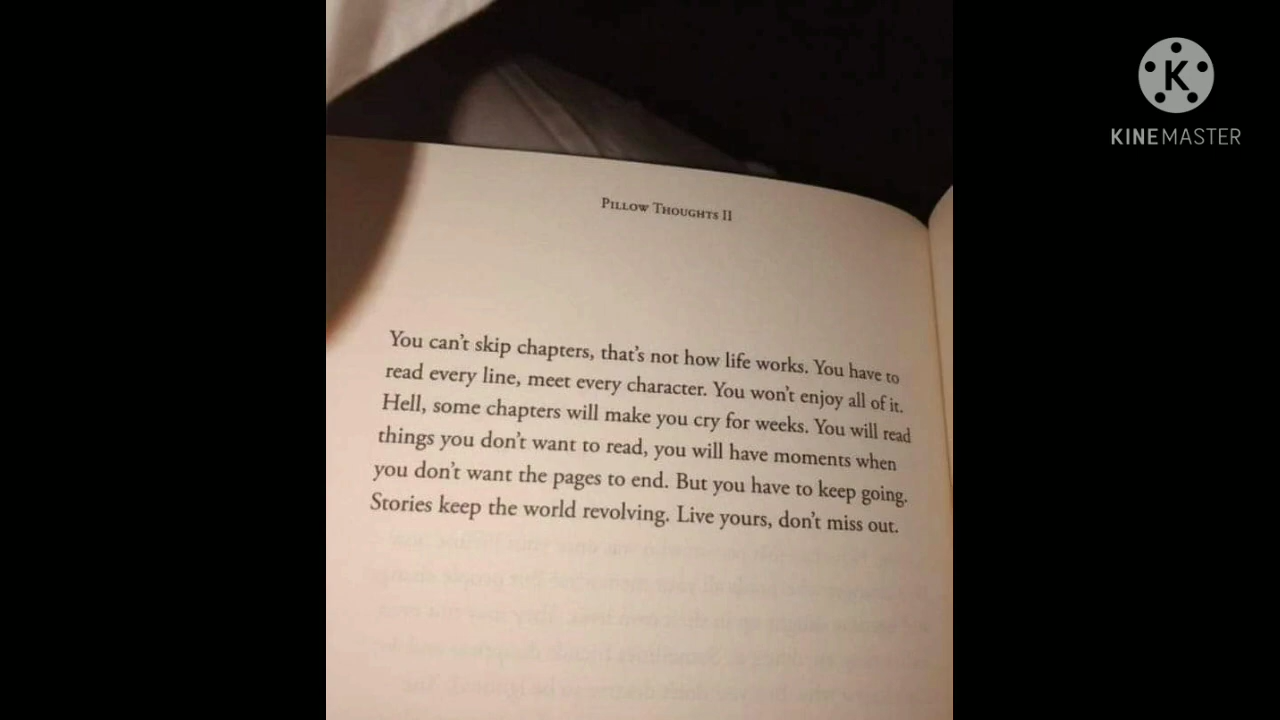 K
KINEMASTER
PILLOW THOUGHTS II
You can't skip chapters, that's not how life works. You have to
read every line, meet every character. You won't enjoy all of it.
Hell, some chapters will make you cry for weeks. You will read
things you don't want to read, you will have moments when
you don't want the pages to end. But you have to keep going.
Stories keep the world revolving. Live yours, don't miss out.